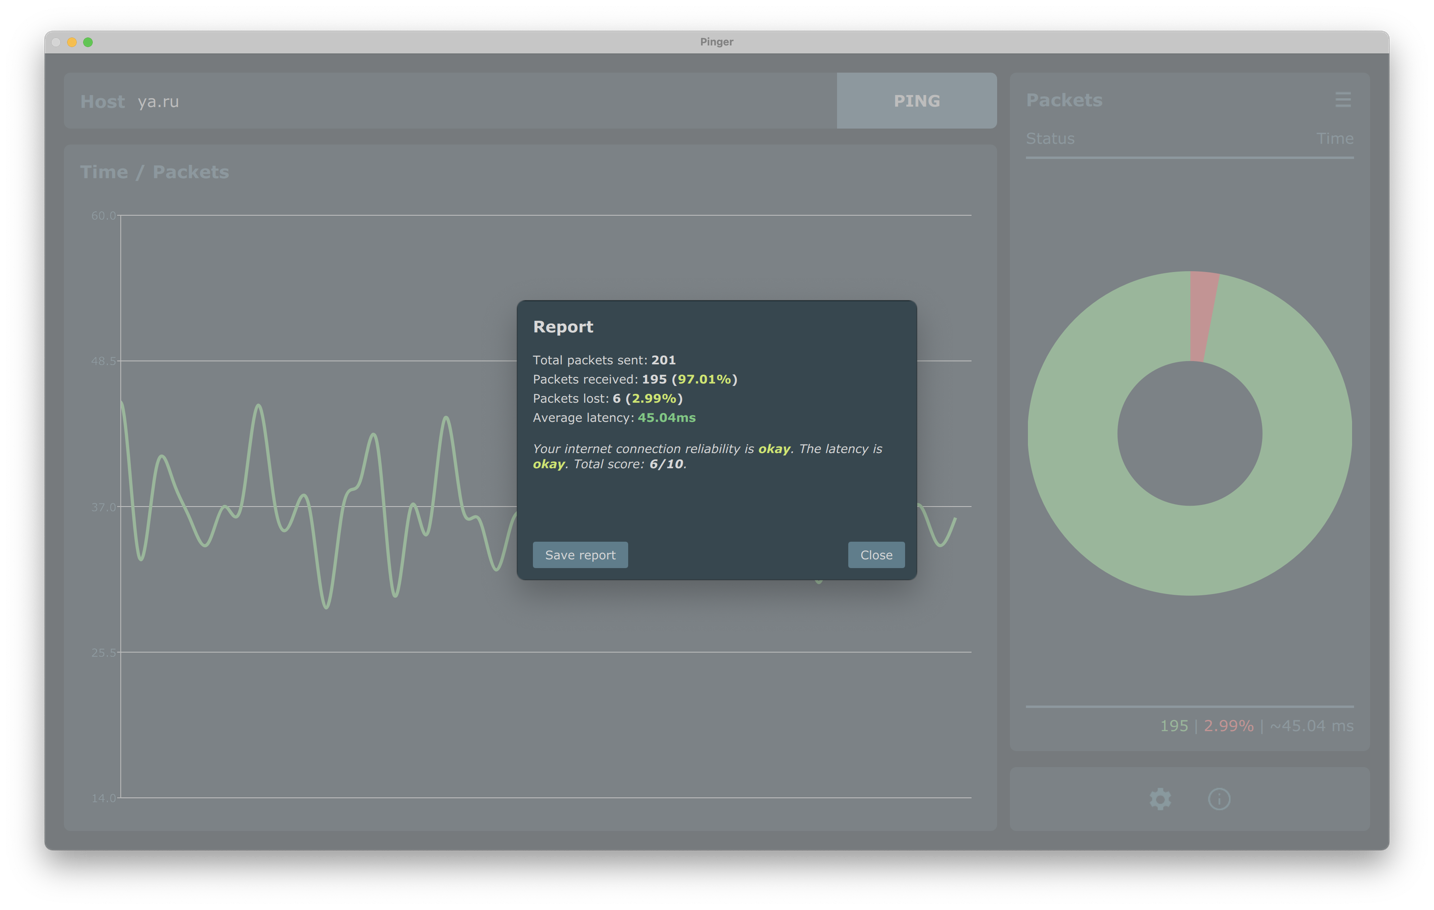 Pinger
Host ya.ru
PING
Time / Packets
60.0
48.5
37.0
25.5
14.0
Report
Total packets sent: 201
Packets received: 195 (97.01%)
Packets lost: 6 (2.99%)
Average latency: 45.04ms
Your internet connection reliability is okay. The latency is
okay. Total score: 6/10.
Save report
Close
Packets
Status Time
195 | 2.99% | ~45.04 ms